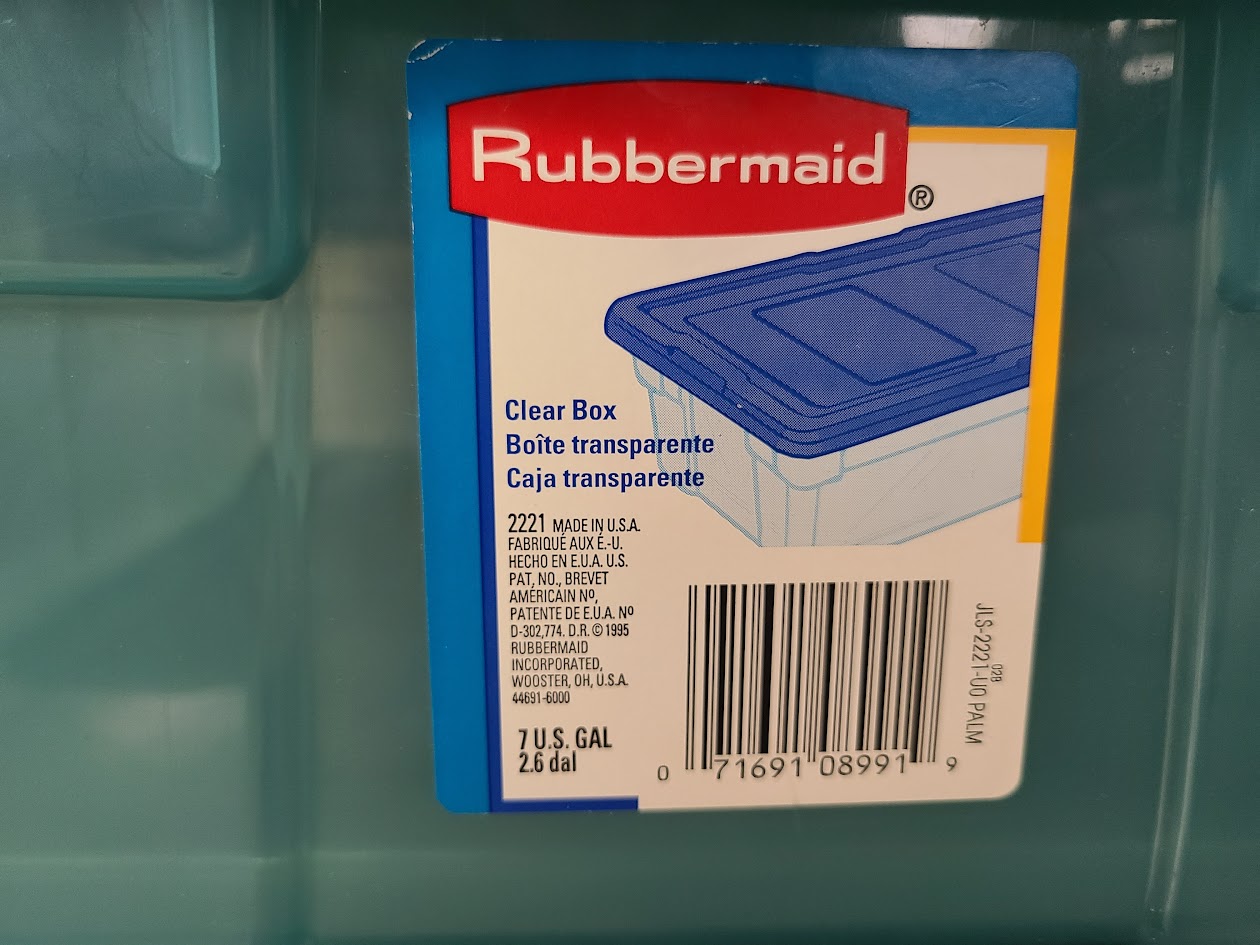 Rubbermaid®
Clear Box
Boîte transparente
Caja transparente
2221 MADE IN U.S.A.
FABRIQUÉ AUX É.-U.
HECHO EN E.U.A. U.S.
PAT, NO., BREVET
AMÉRICAIN Nº,
PATENTE DE E.U.A. Nº
D-302,774. D.R. © 1995
RUBBERMAID
INCORPORATED,
WOOSTER, OH, U.S.A.
44691-6000
7 U.S. GAL
2.6 dal
0 71691 08991 9
028
JLS-2221-U0 PALM